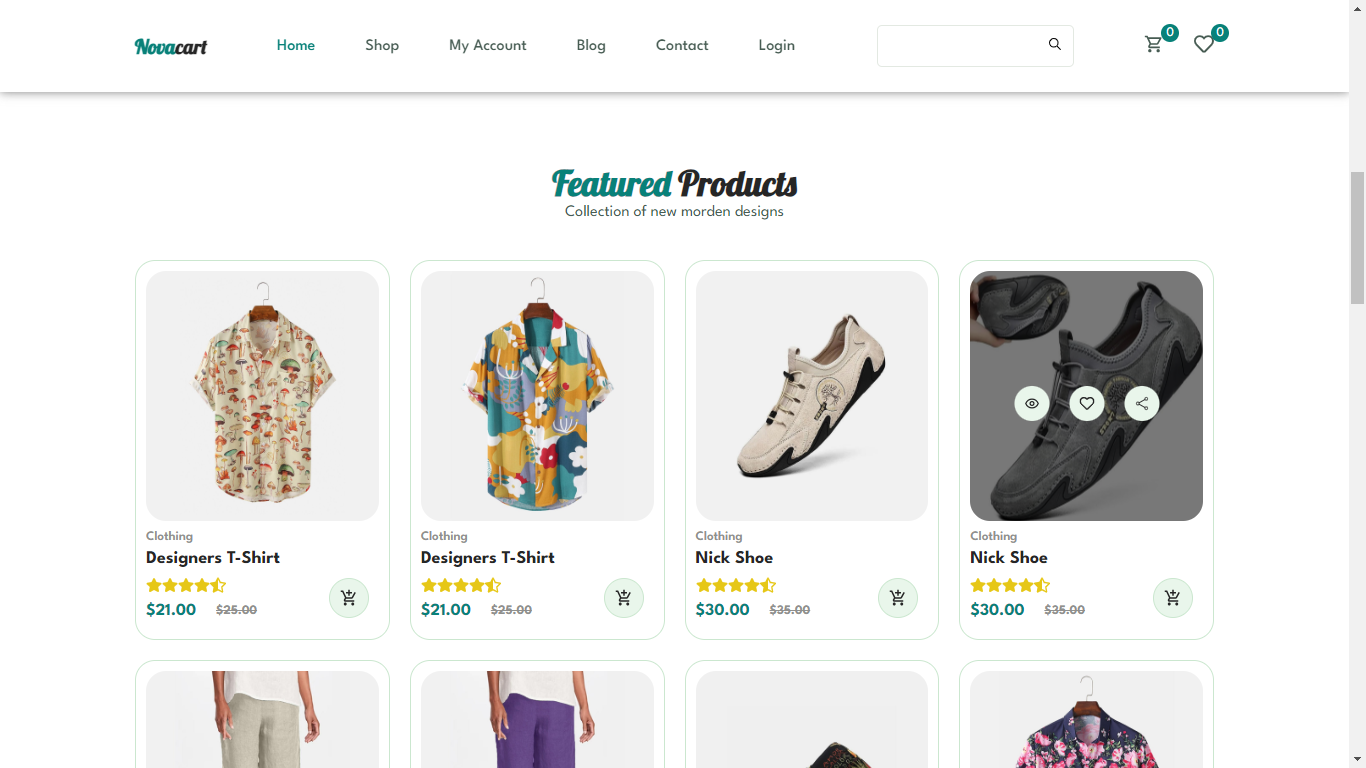 Novacart
Home Shop My Account Blog Contact Login
0 0
Featured Products
Collection of new morden designs
Clothing
Designers T-Shirt
$21.00 $25.00
Clothing
Designers T-Shirt
$21.00 $25.00
Clothing
Nick Shoe
$30.00 $35.00
Clothing
Nick Shoe
$30.00 $35.00